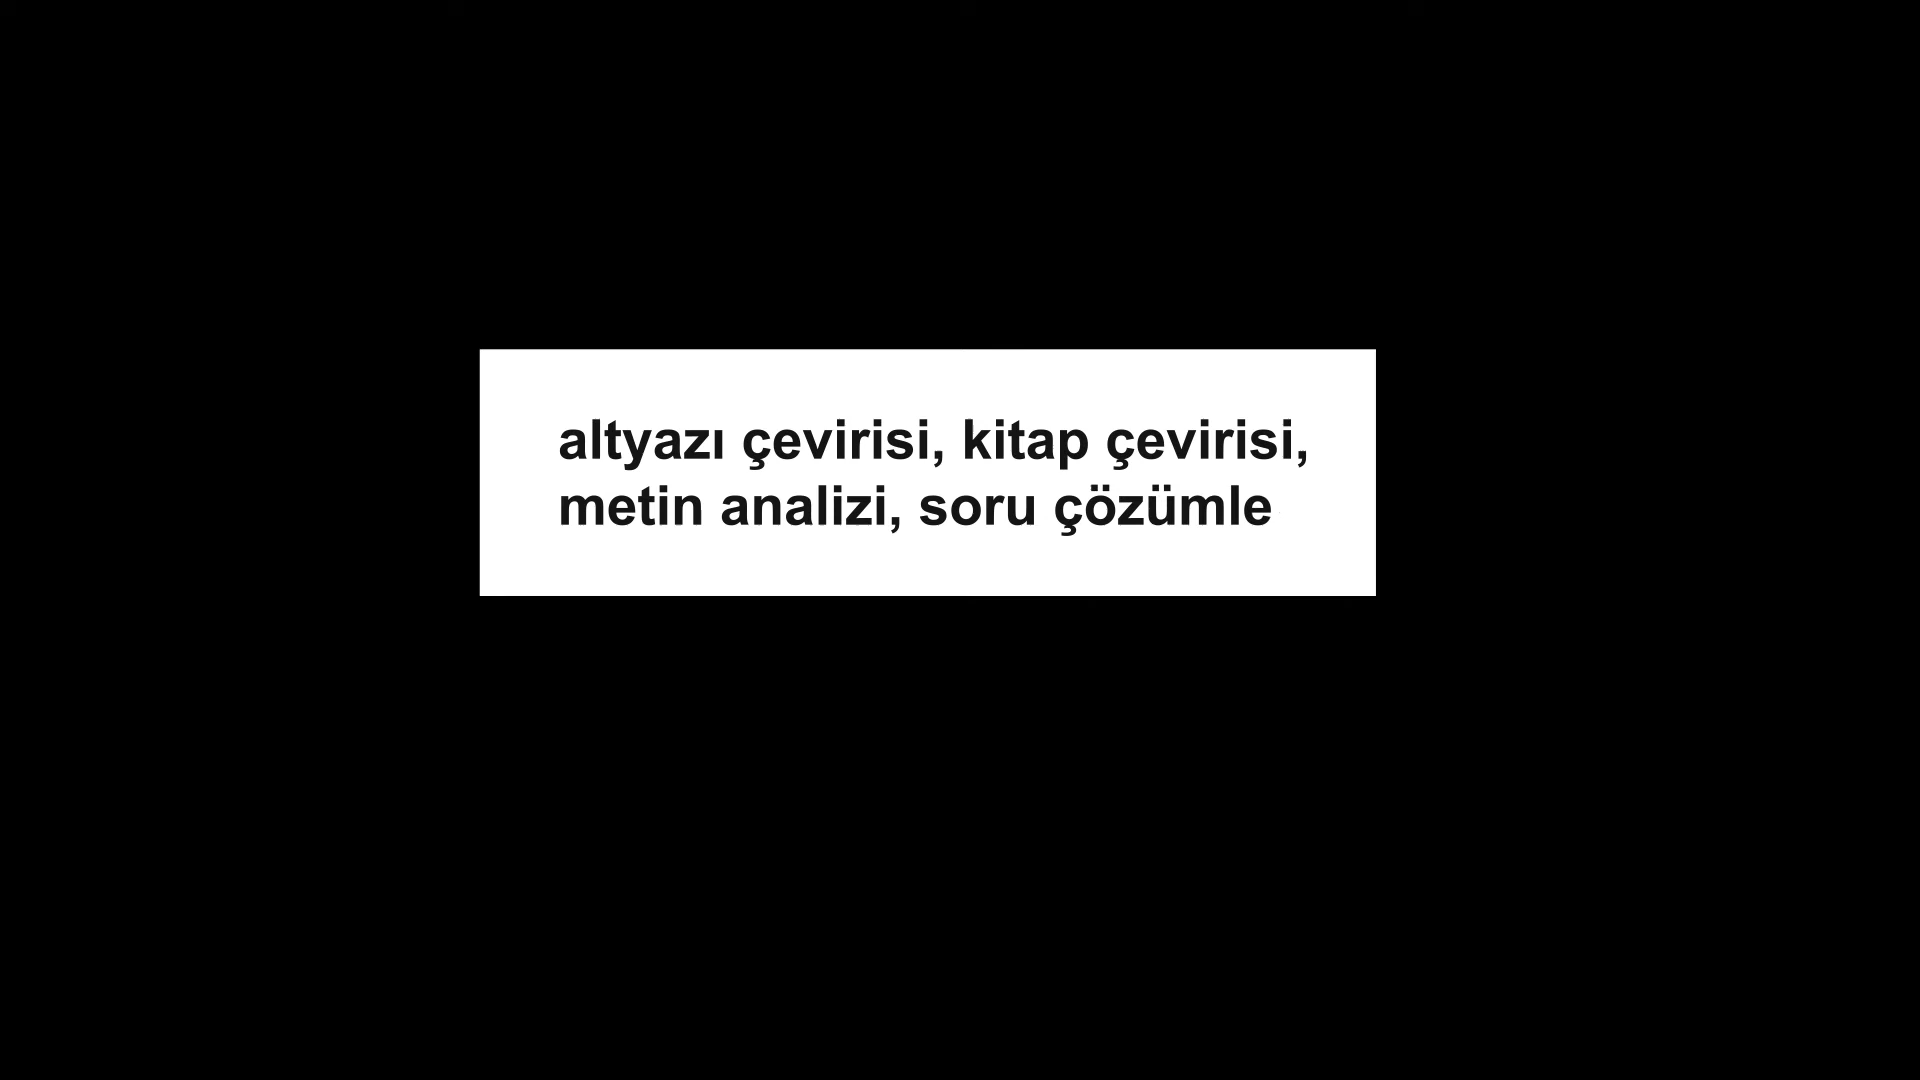 altyazı çevirisi, kitap çevirisi,
metin analizi, soru çözümle